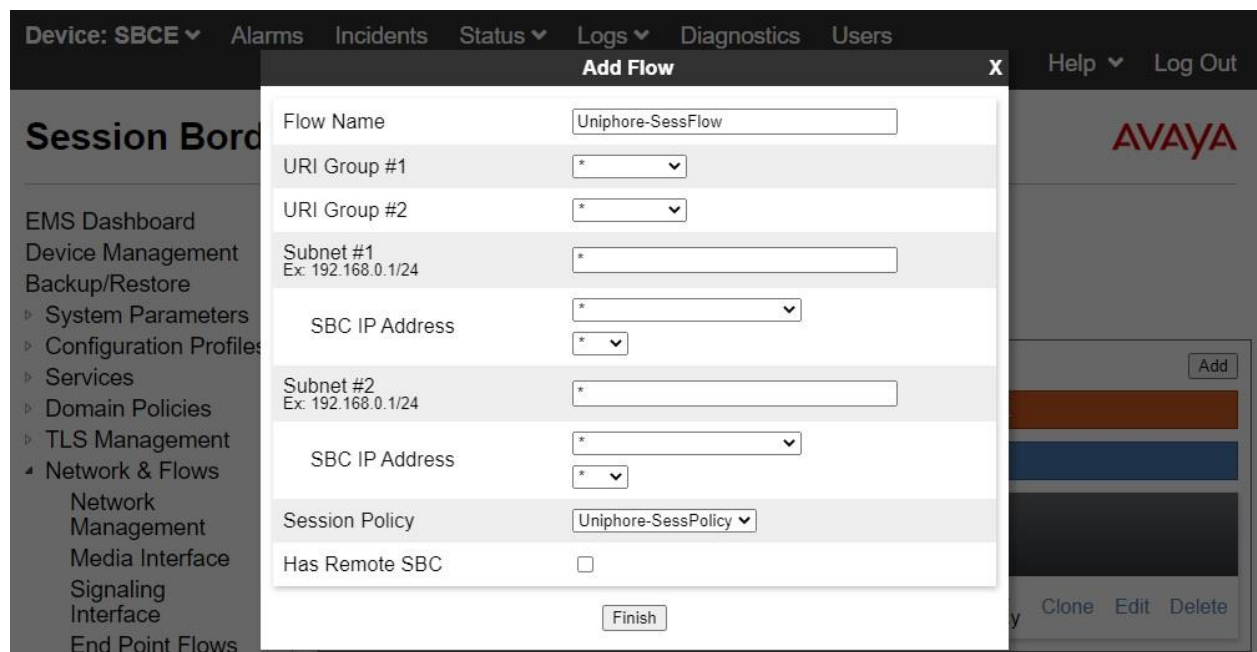 Device: SBCE Alarms Incidents Status Logs Diagnostics Users
Help Log Out
Add Flow X
Session Bord
AVAYA
EMS Dashboard
Device Management
Backup/Restore
System Parameters
Configuration Profiles
Services
Domain Policies
TLS Management
Network & Flows
Network
Management
Media Interface
Signaling
Interface
End Point Flows
Flow Name Uniphore-SessFlow
URI Group #1 *
URI Group #2 *
Subnet #1 *
Ex: 192.168.0.1/24
SBC IP Address *
*
Subnet #2 *
Ex: 192.168.0.1/24
SBC IP Address *
*
Session Policy Uniphore-SessPolicy
Has Remote SBC
Finish
Add
y Clone Edit Delete